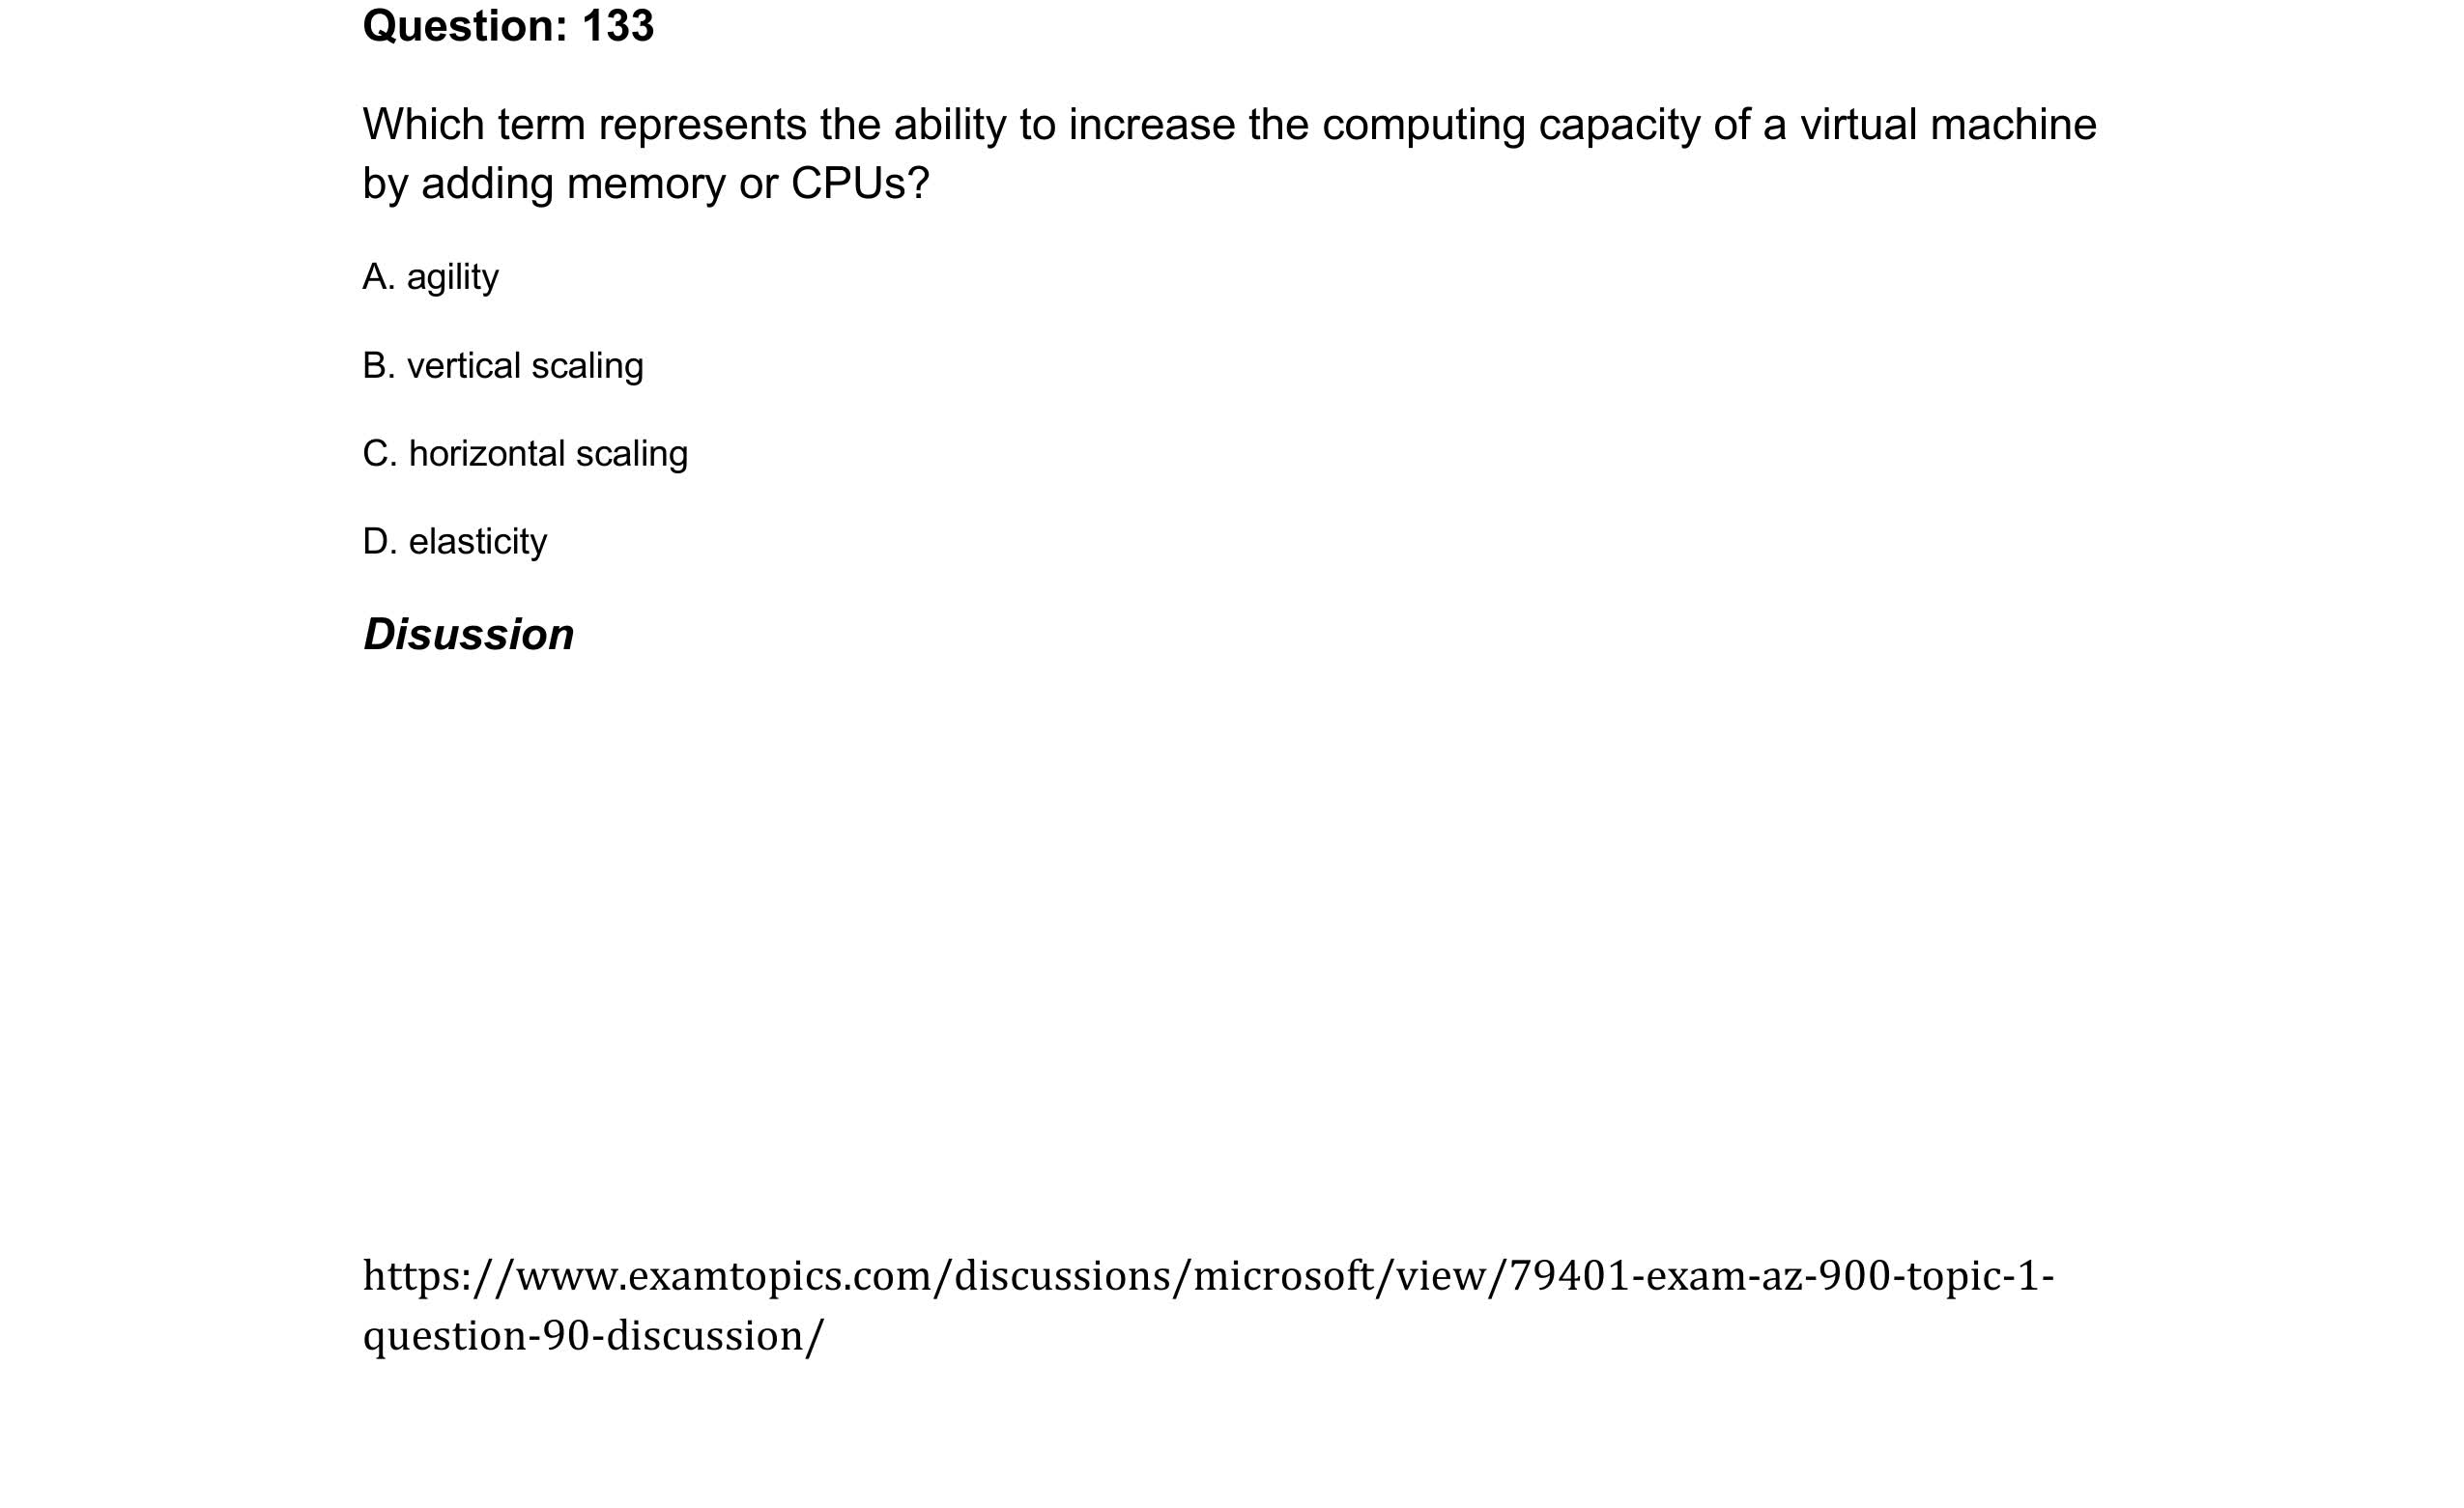 Question: 133
Which term represents the ability to increase the computing capacity of a virtual machine
by adding memory or CPUs?
A. agility
B. vertical scaling
C. horizontal scaling
D. elasticity
Disussion
https://www.examtopics.com/discussions/microsoft/view/79401-exam-az-900-topic-1-
question-90-discussion/